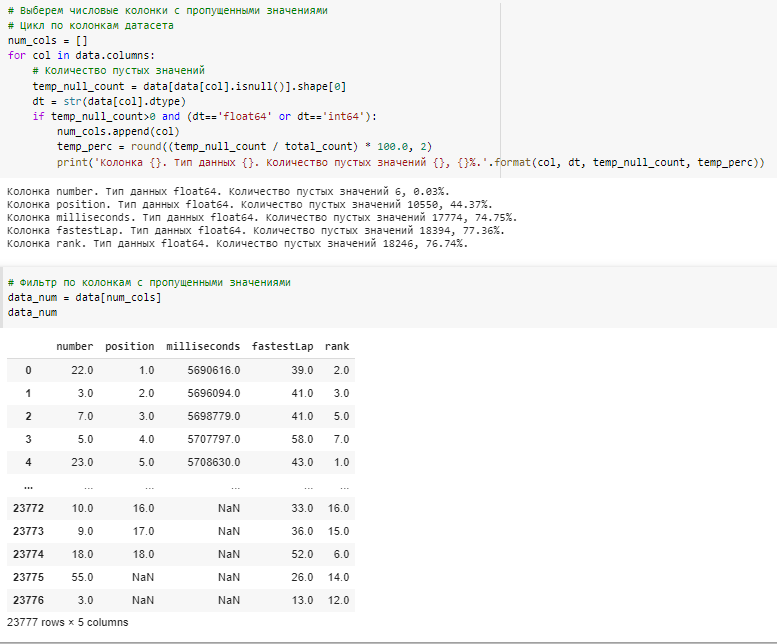 # Выберем числовые колонки с пропущенными значениями
# Цикл по колонкам датасета
num_cols = []
for col in data.columns:
    # Количество пустых значений
    temp_null_count = data[data[col].isnull()].shape[0]
    dt = str(data[col].dtype)
    if temp_null_count>0 and (dt=='float64' or dt=='int64'):
        num_cols.append(col)
        temp_perc = round((temp_null_count / total_count) * 100.0, 2)
        print('Колонка {}. Тип данных {}. Количество пустых значений {}, {}%.'.format(col, dt, temp_null_count, temp_perc))
Колонка number. Тип данных float64. Количество пустых значений 6, 0.03%.
Колонка position. Тип данных float64. Количество пустых значений 10550, 44.37%.
Колонка milliseconds. Тип данных float64. Количество пустых значений 17774, 74.75%.
Колонка fastestLap. Тип данных float64. Количество пустых значений 18394, 77.36%.
Колонка rank. Тип данных float64. Количество пустых значений 18246, 76.74%.
# Фильтр по колонкам с пропущенными значениями
data_num = data[num_cols]
data_num
number position milliseconds fastestLap rank
0 22.0 1.0 5690616.0 39.0 2.0
1 3.0 2.0 5696094.0 41.0 3.0
2 7.0 3.0 5698779.0 41.0 5.0
3 5.0 4.0 5707797.0 58.0 7.0
4 23.0 5.0 5708630.0 43.0 1.0
... ... ... ... ... ...
23772 10.0 16.0 NaN 33.0 16.0
23773 9.0 17.0 NaN 36.0 15.0
23774 18.0 18.0 NaN 52.0 6.0
23775 55.0 NaN NaN 26.0 14.0
23776 3.0 NaN NaN 13.0 12.0
23777 rows × 5 columns